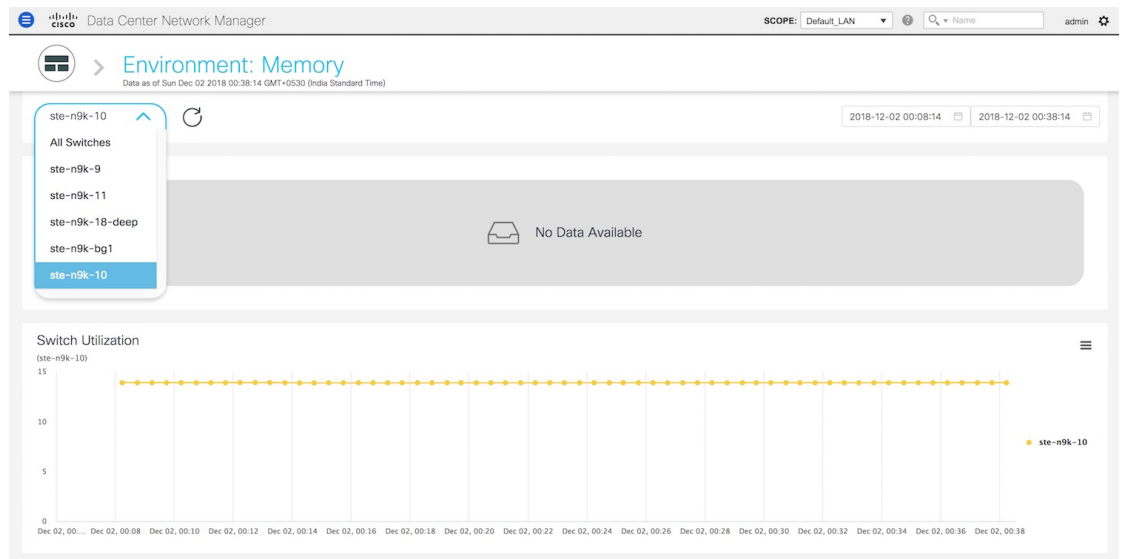 CISCO Data Center Network Manager SCOPE: Default_LAN Name admin
Environment: Memory
Data as of Sun Dec 02 2018 00:38:14 GMT+0530 (India Standard Time)
ste-n9k-10 2018-12-02 00:08:14 2018-12-02 00:38:14
All Switches
ste-n9k-9
ste-n9k-11
ste-n9k-18-deep
ste-n9k-bg1
ste-n9k-10
No Data Available
Switch Utilization
(ste-n9k-10)
15
10
5
0
ste-n9k-10
Dec 02, 00:... Dec 02, 00:08 Dec 02, 00:10 Dec 02, 00:12 Dec 02, 00:14 Dec 02, 00:16 Dec 02, 00:18 Dec 02, 00:20 Dec 02, 00:22 Dec 02, 00:24 Dec 02, 00:26 Dec 02, 00:28 Dec 02, 00:30 Dec 02, 00:32 Dec 02, 00:34 Dec 02, 00:36 Dec 02, 00:38